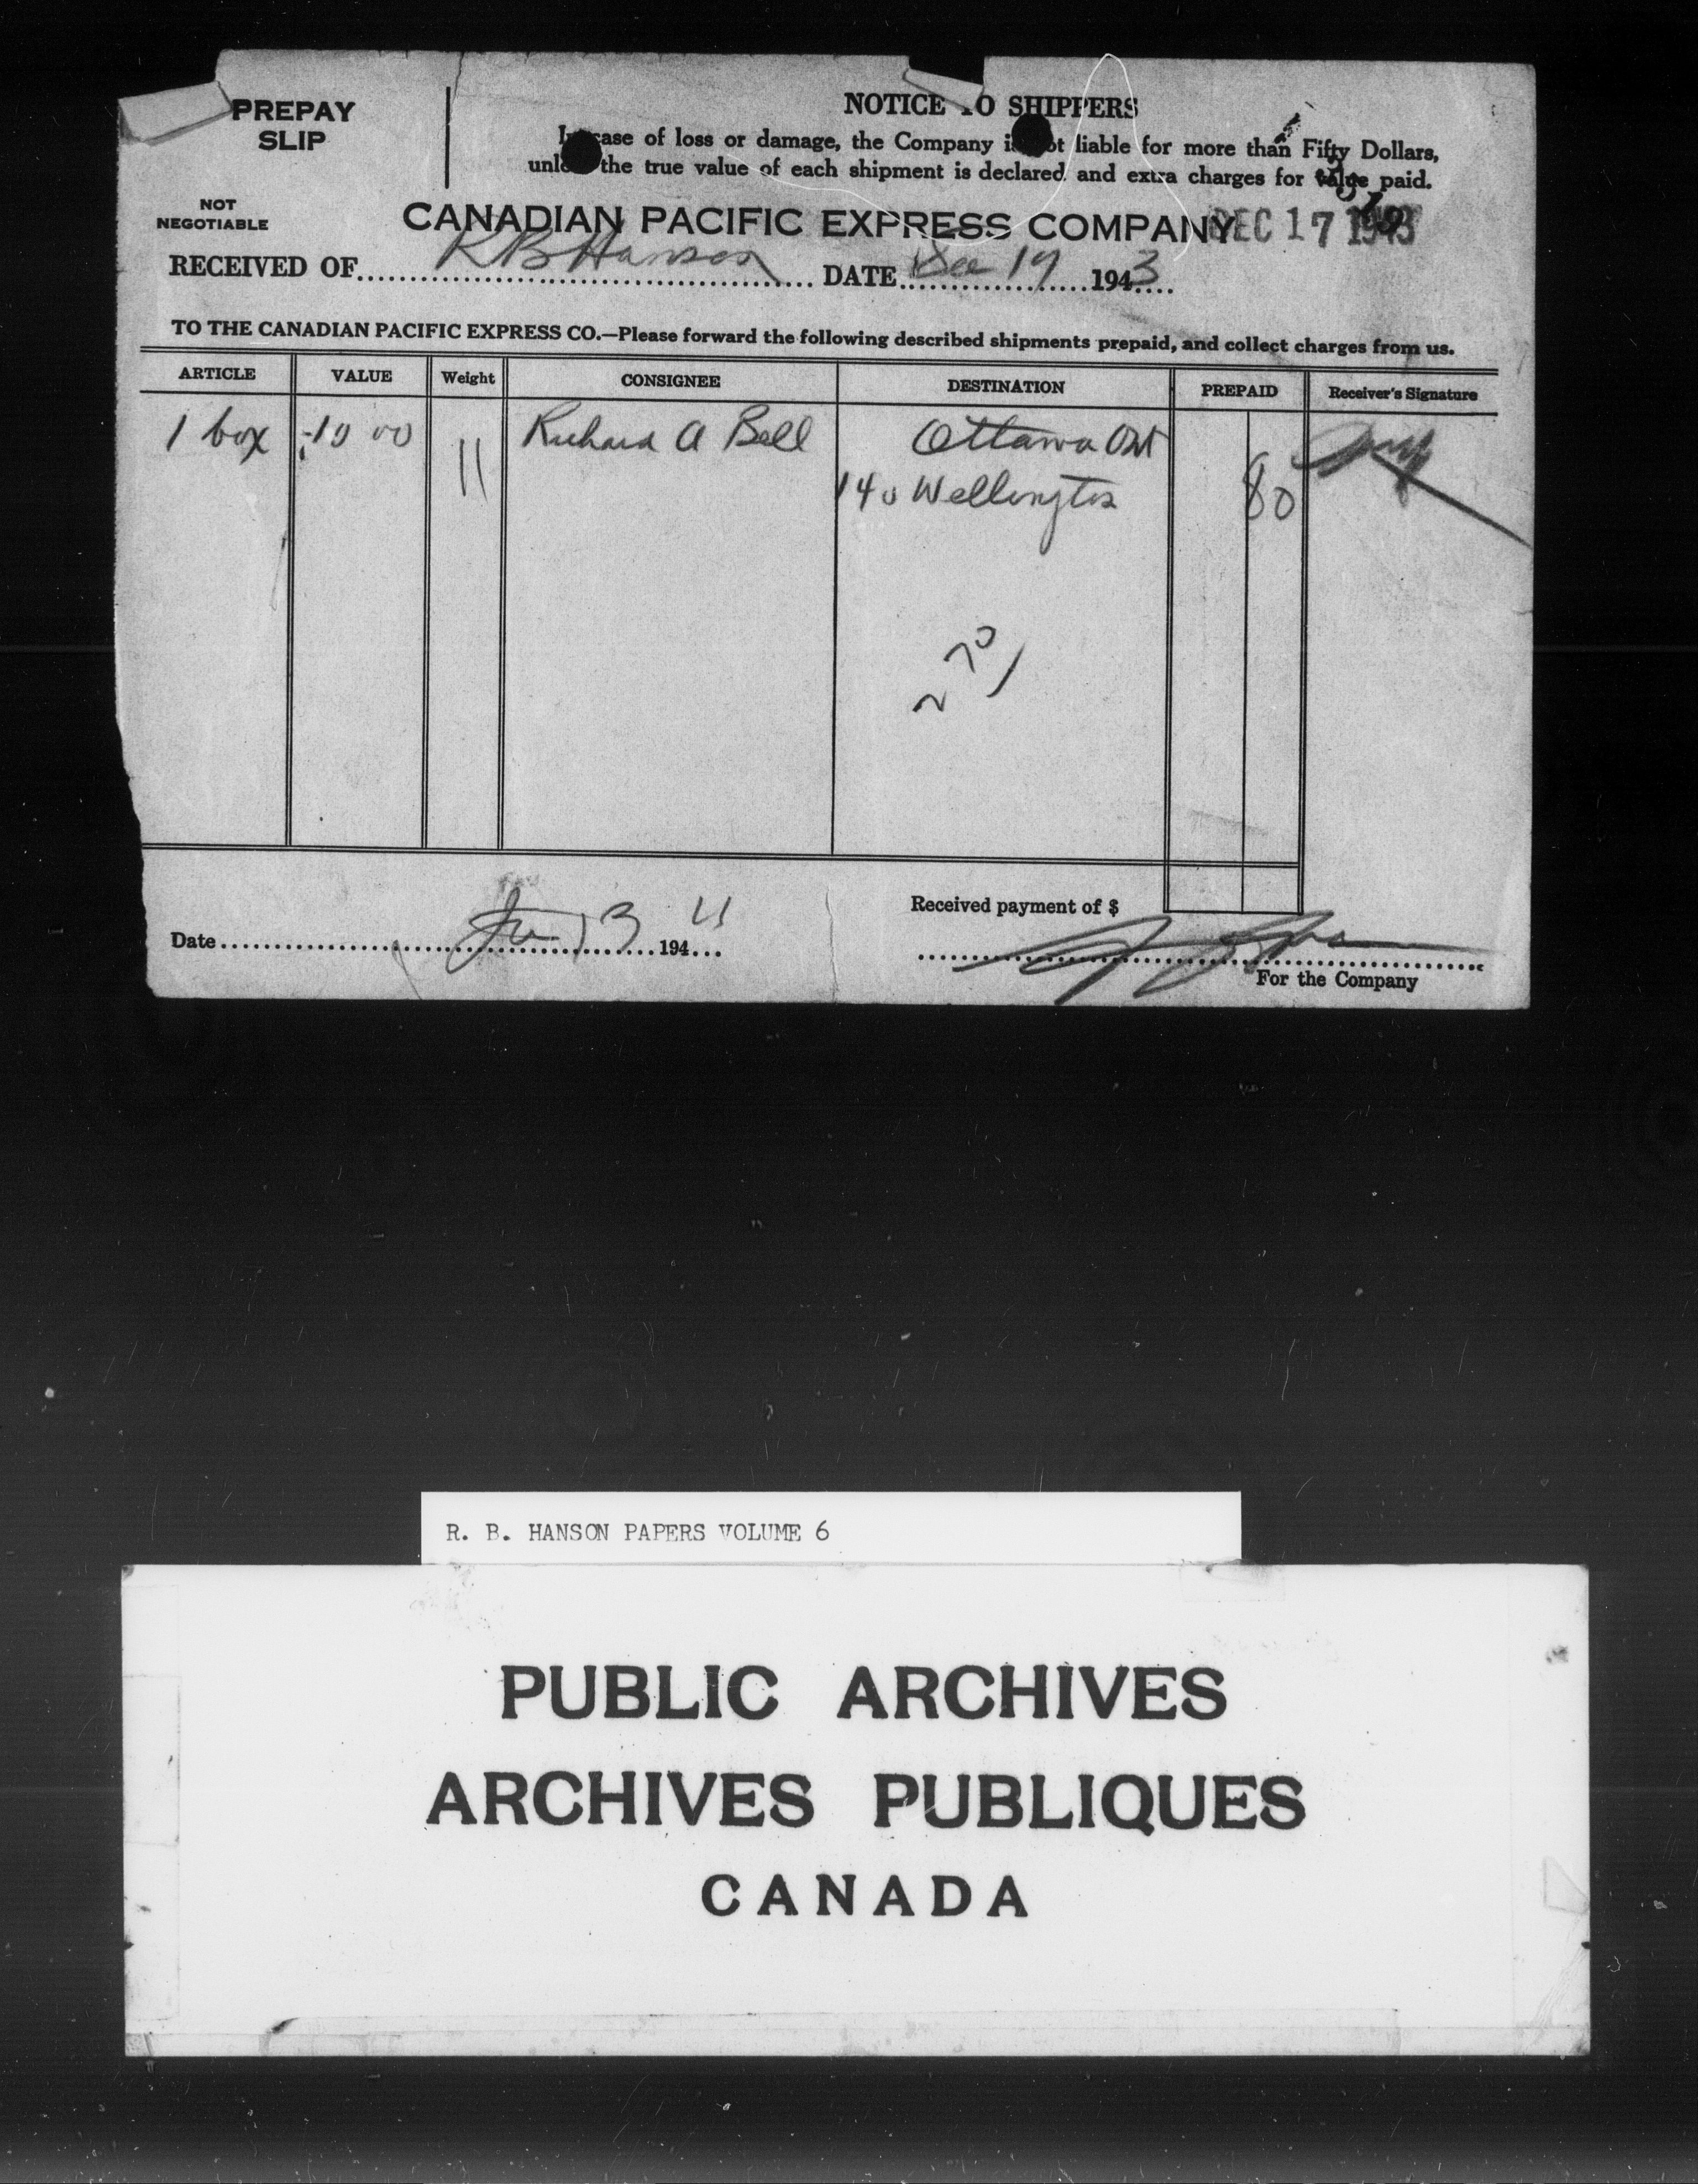 PREPAY
SLIP
NOT
NEGOTIABLE
NOTICE TO SHIPPERS
In case of loss or damage, the Company is not liable for more than Fifty Dollars,
unless the true value of each shipment is declared and extra charges for value paid.
CANADIAN PACIFIC EXPRESS COMPANY
DEC 17 1943
RECEIVED OF R B Hanson DATE Dec 17 1943
TO THE CANADIAN PACIFIC EXPRESS CO.—Please forward the following described shipments prepaid, and collect charges from us.
ARTICLE VALUE Weight CONSIGNEE DESTINATION PREPAID Receiver's Signature
1 box 10 00 11 Richard A Bell Ottawa Ont
140 Wellington 80
2 70
Received payment of $
Date 13 194
For the Company
R. B. HANSON PAPERS VOLUME 6
PUBLIC ARCHIVES
ARCHIVES PUBLIQUES
CANADA